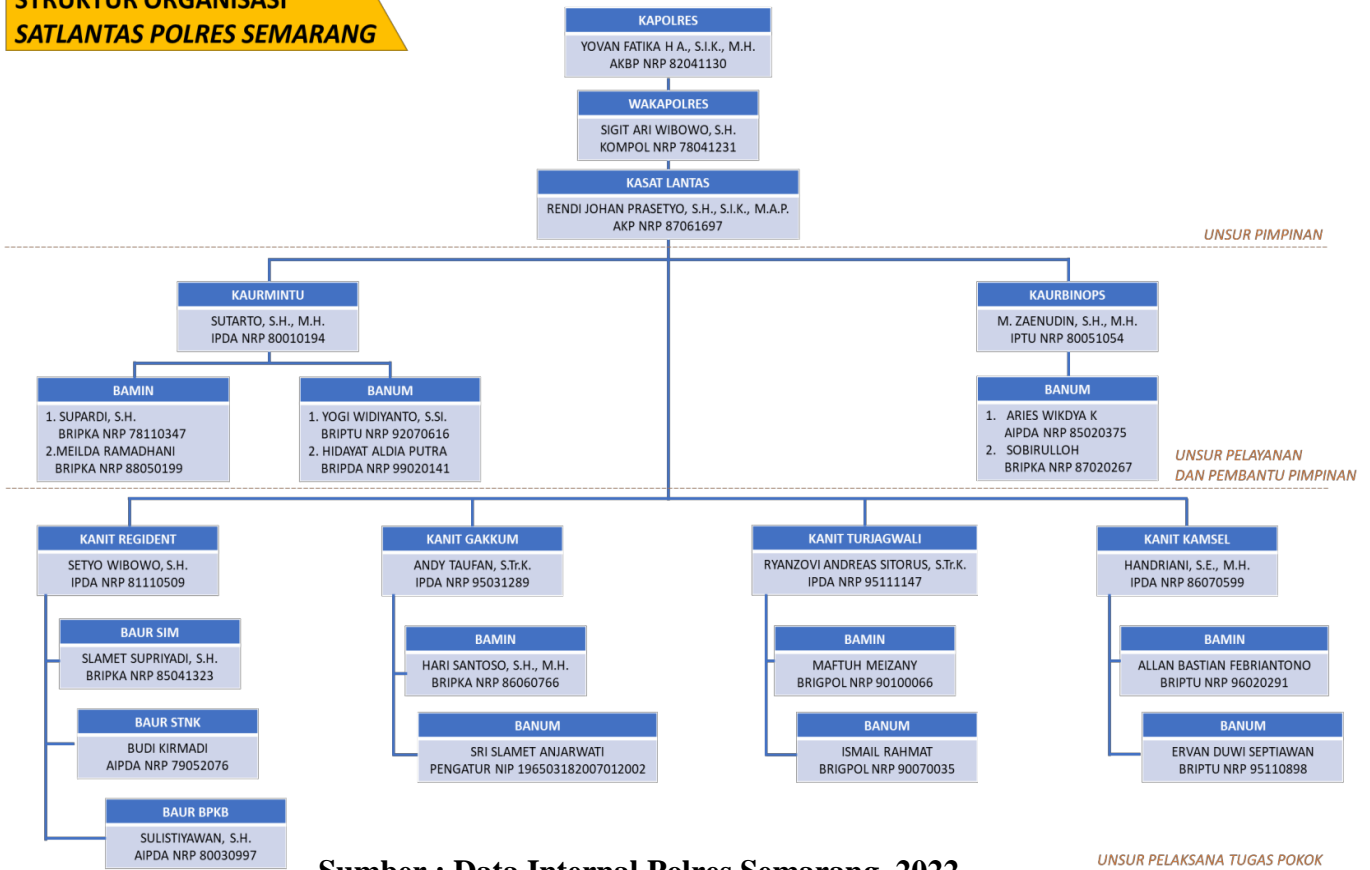 STRUKTUR ORGANISASI
SATLANTAS POLRES SEMARANG
KAPOLRES
YOVAN FATIKA H A., S.I.K., M.H.
AKBP NRP 82041130
WAKAPOLRES
SIGIT ARI WIBOWO, S.H.
KOMPOL NRP 78041231
KASAT LANTAS
RENDI JOHAN PRASETYO, S.H., S.I.K., M.A.P.
AKP NRP 87061697
UNSUR PIMPINAN
KAURMINTU
SUTARTO, S.H., M.H.
IPDA NRP 80010194
KAURBINOPS
M. ZAENUDIN, S.H., M.H.
IPTU NRP 80051054
BAMIN
1. SUPARDI, S.H.
BRIPKA NRP 78110347
2.MEILDA RAMADHANI
BRIPKA NRP 88050199
BANUM
1. YOGI WIDIYANTO, S.SI.
BRIPTU NRP 92070616
2. HIDAYAT ALDIA PUTRA
BRIPDA NRP 99020141
BANUM
1. ARIES WIKDYA K
AIPDA NRP 85020375
2. SOBIRULLOH
BRIPKA NRP 87020267
UNSUR PELAYANAN
DAN PEMBANTU PIMPINAN
KANIT REGIDENT
SETYO WIBOWO, S.H.
IPDA NRP 81110509
BAUR SIM
SLAMET SUPRIYADI, S.H.
BRIPKA NRP 85041323
BAUR STNK
BUDI KIRMADI
AIPDA NRP 79052076
BAUR BPKB
SULISTIYAWAN, S.H.
AIPDA NRP 80030997
KANIT GAKKUM
ANDY TAUFAN, S.Tr.K.
IPDA NRP 95031289
BAMIN
HARI SANTOSO, S.H., M.H.
BRIPKA NRP 86060766
BANUM
SRI SLAMET ANJARWATI
PENGATUR NIP 196503182007012002
KANIT TURJAGWALI
RYANZOVI ANDREAS SITORUS, S.Tr.K.
IPDA NRP 95111147
BAMIN
MAFTUH MEIZANY
BRIGPOL NRP 90100066
BANUM
ISMAIL RAHMAT
BRIGPOL NRP 90070035
KANIT KAMSEL
HANDRIANI, S.E., M.H.
IPDA NRP 86070599
BAMIN
ALLAN BASTIAN FEBRIANTONO
BRIPTU NRP 96020291
BANUM
ERVAN DUWI SEPTIAWAN
BRIPTU NRP 95110898
UNSUR PELAKSANA TUGAS POKOK
Sumber : Data Internal Polres Semarang, 2022